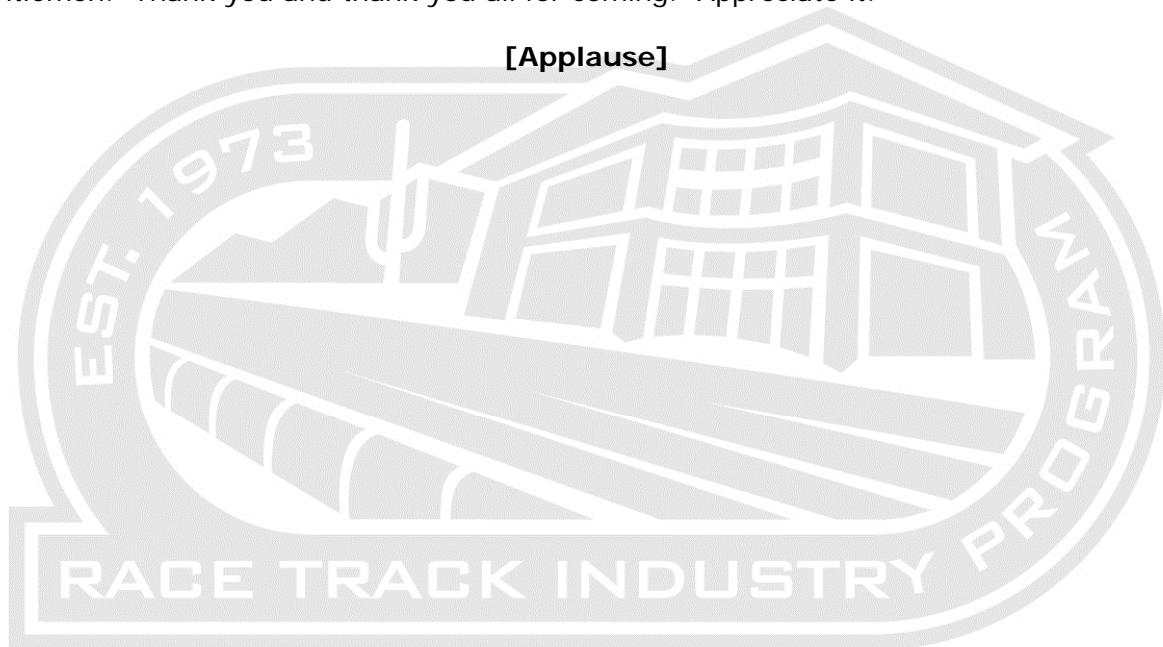 Thank you and thank you all for coming. Appreciate it.
[Applause]
EST. 1973
RACE TRACK INDUSTRY PROGRAM